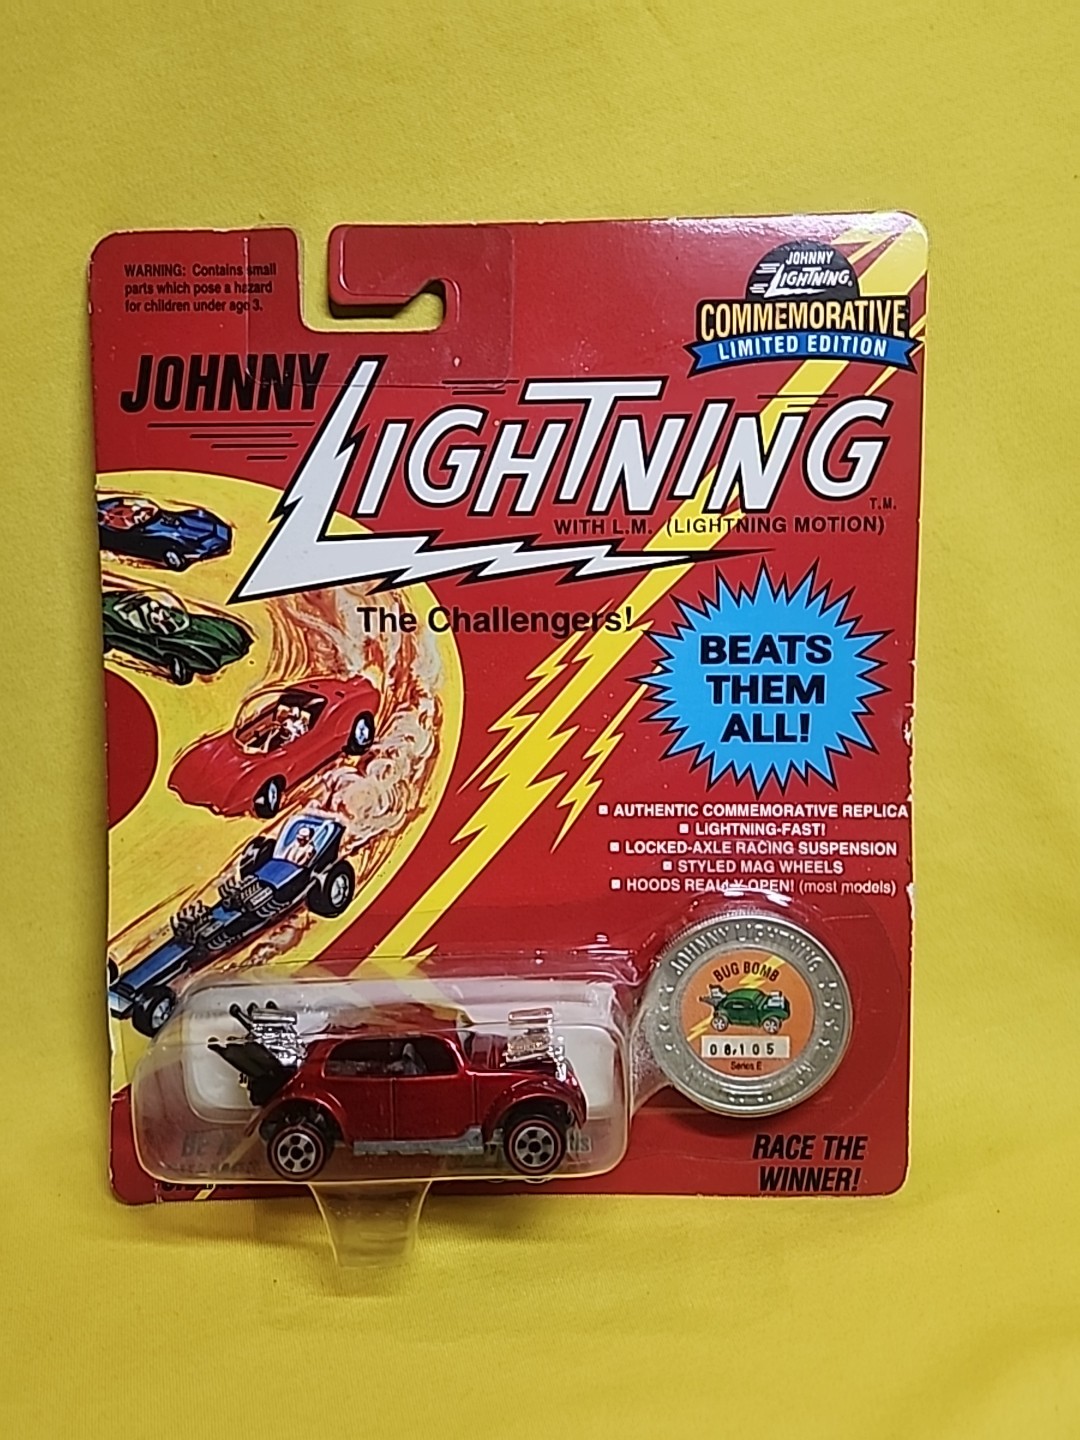 WARNING: Contains small
parts which pose a hazard
for children under age 3.
JOHNNY
LIGHTNING®
COMMEMORATIVE
LIMITED EDITION
JOHNNY
LIGHTNING
T.M.
WITH L.M. (LIGHTNING MOTION)
The Challengers!
BEATS
THEM
ALL!
■ AUTHENTIC COMMEMORATIVE REPLICA
■ LIGHTNING-FAST!
■ LOCKED-AXLE RACING SUSPENSION
■ STYLED MAG WHEELS
■ HOODS REALLY OPEN! (most models)
JOHNNY LIGHTNING
BUG BOMB
08,105
Series E
RACE THE
WINNER!